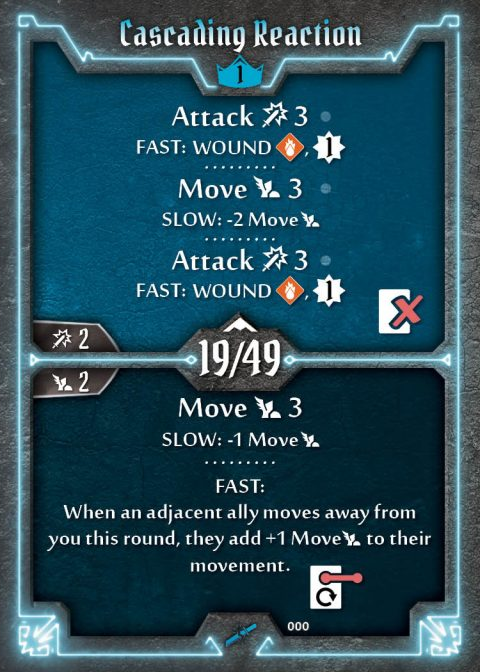 Cascading Reaction
1
Attack 3
FAST: WOUND , 1
Move 3
SLOW: -2 Move
Attack 3
FAST: WOUND , 1
2
19/49
2
Move 3
SLOW: -1 Move
FAST:
When an adjacent ally moves away from
you this round, they add +1 Move to their
movement.
000